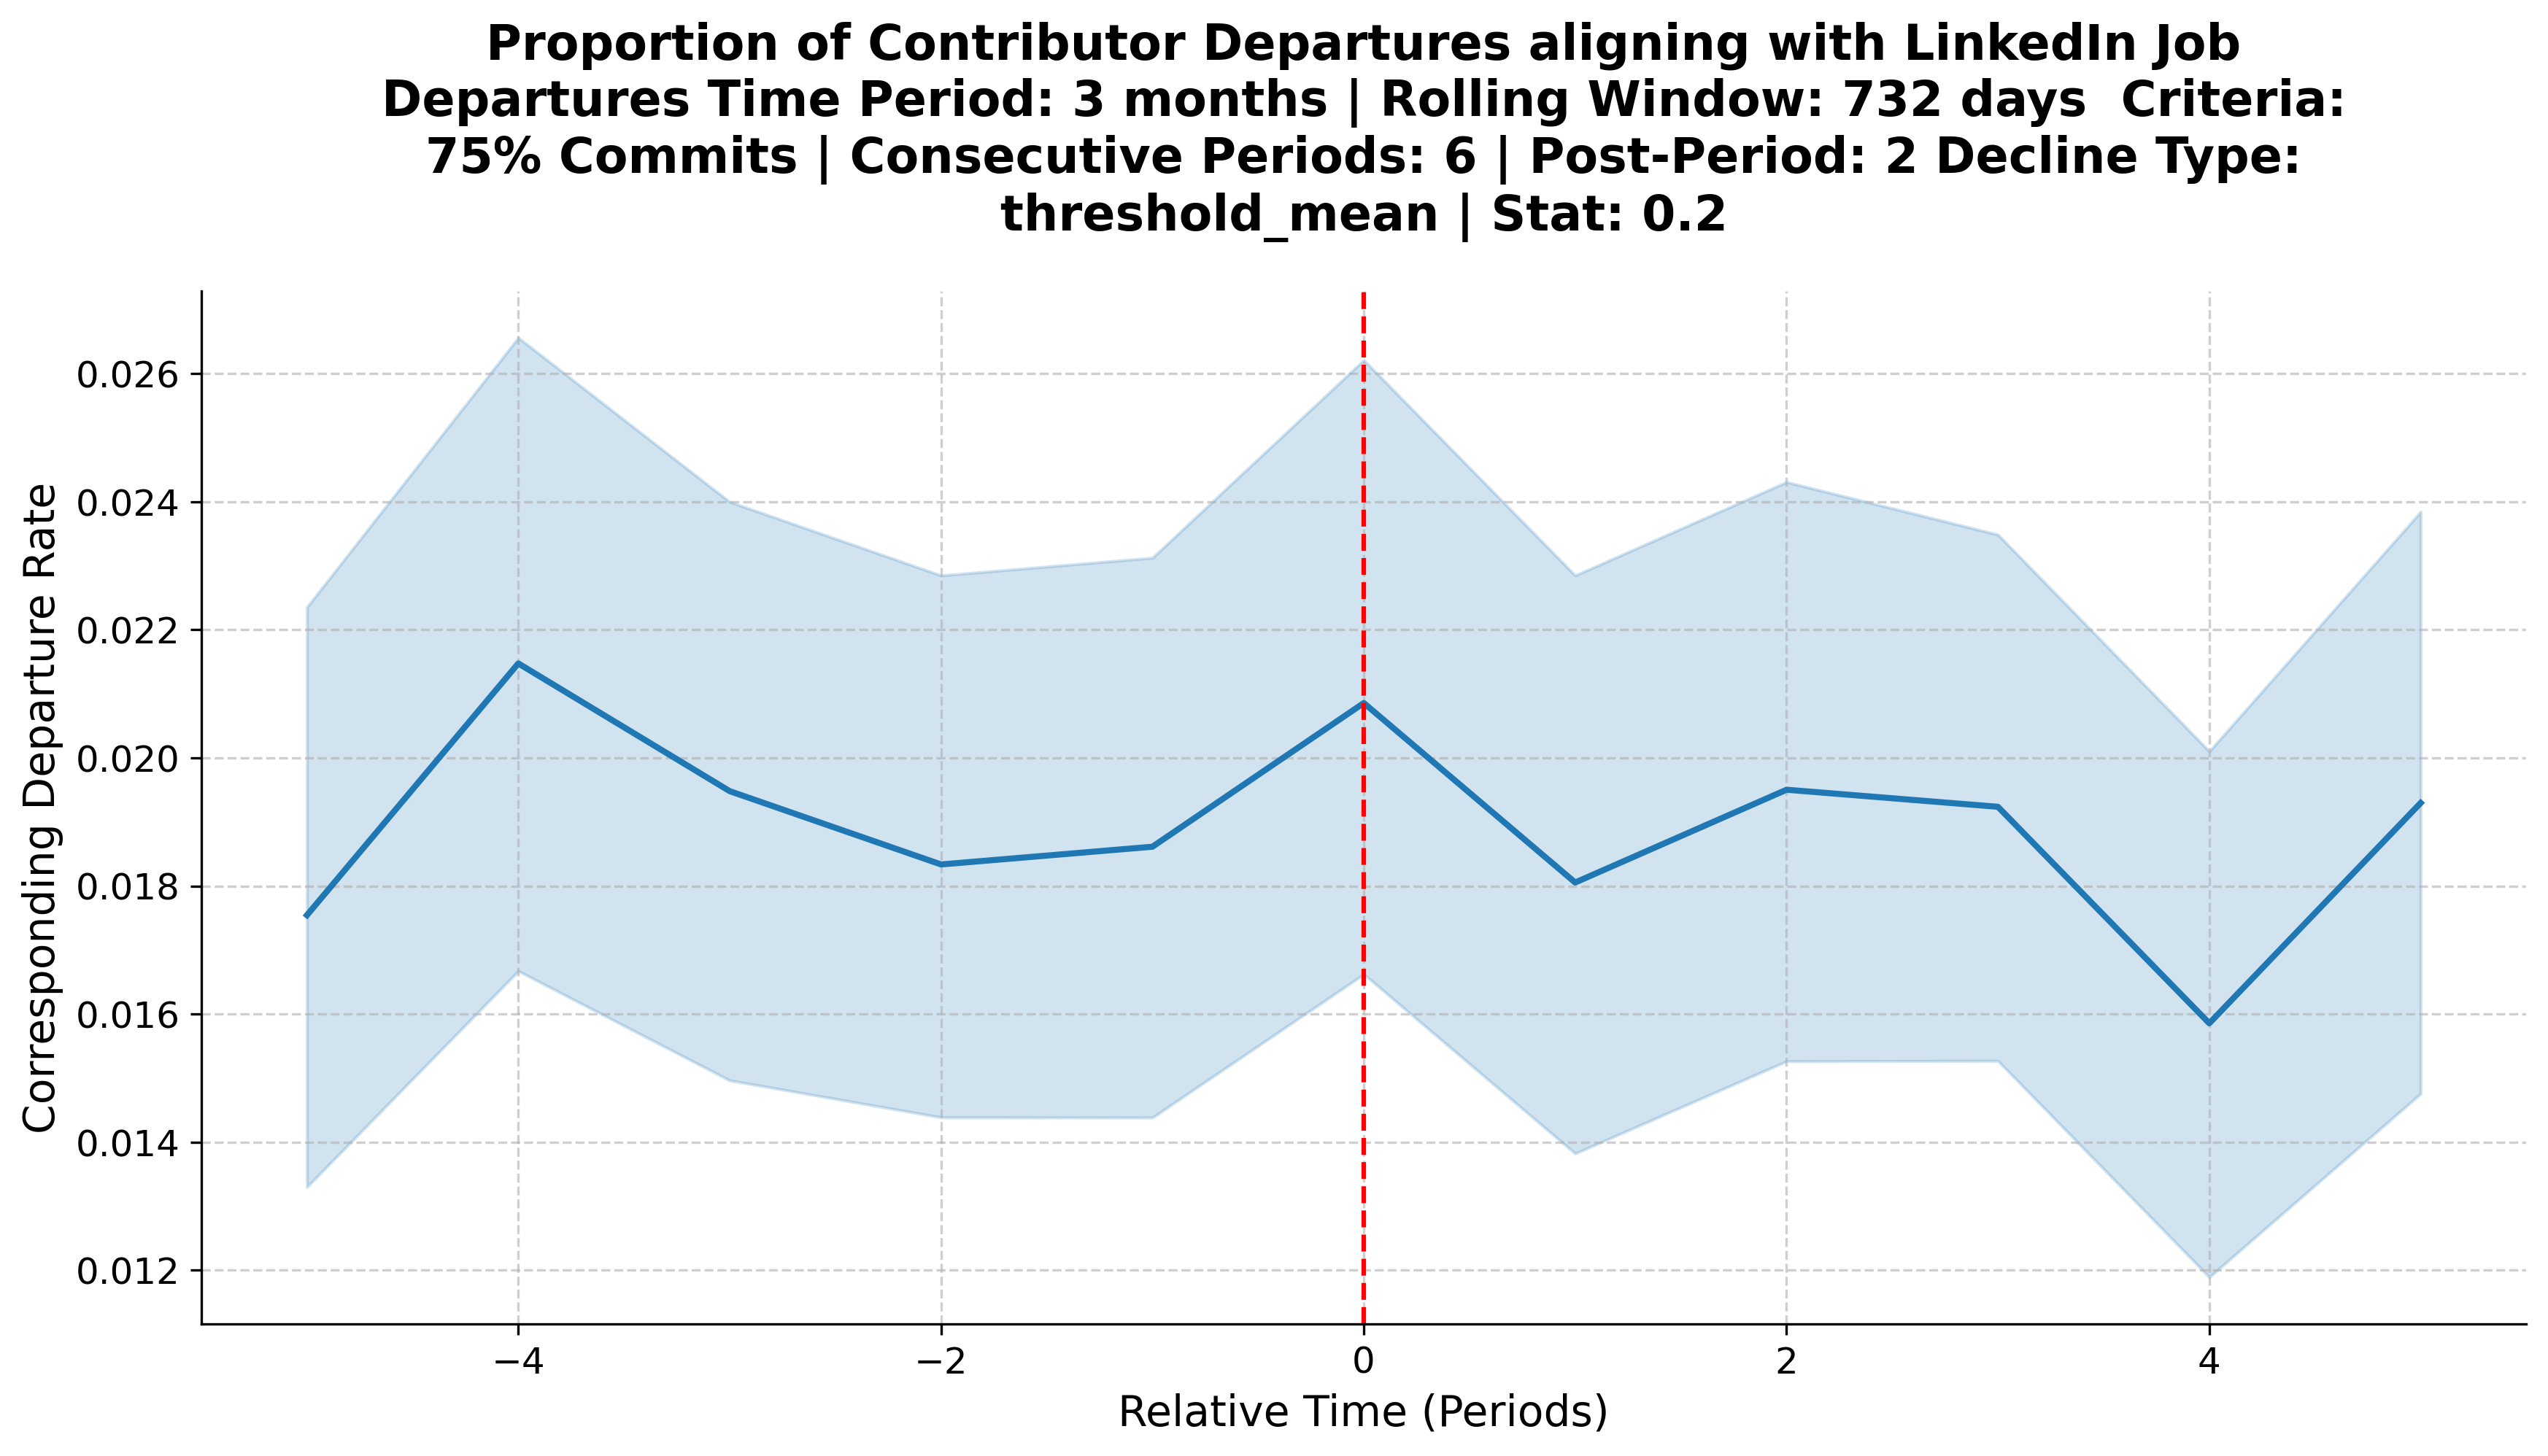 Proportion of Contributor Departures aligning with LinkedIn Job
Departures Time Period: 3 months | Rolling Window: 732 days  Criteria:
75% Commits | Consecutive Periods: 6 | Post-Period: 2 Decline Type:
threshold_mean | Stat: 0.2
Corresponding Departure Rate
0.026
0.024
0.022
0.020
0.018
0.016
0.014
0.012
−4
−2
0
2
4
Relative Time (Periods)